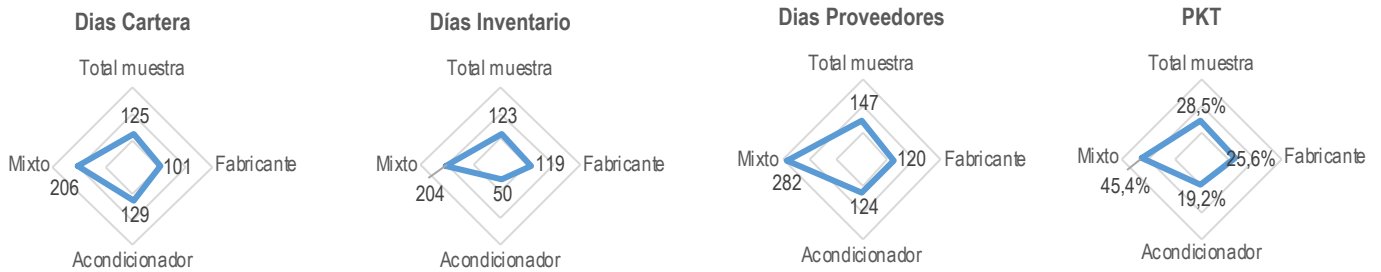 Dias Cartera
Total muestra
125
Mixto
101
Fabricante
206
129
Acondicionador
Días Inventario
Total muestra
123
Mixto
119
Fabricante
204
50
Acondicionador
Dias Proveedores
Total muestra
147
Mixto
120
Fabricante
282
124
Acondicionador
PKT
Total muestra
28,5%
Mixto
25,6%
Fabricante
45,4%
19,2%
Acondicionador